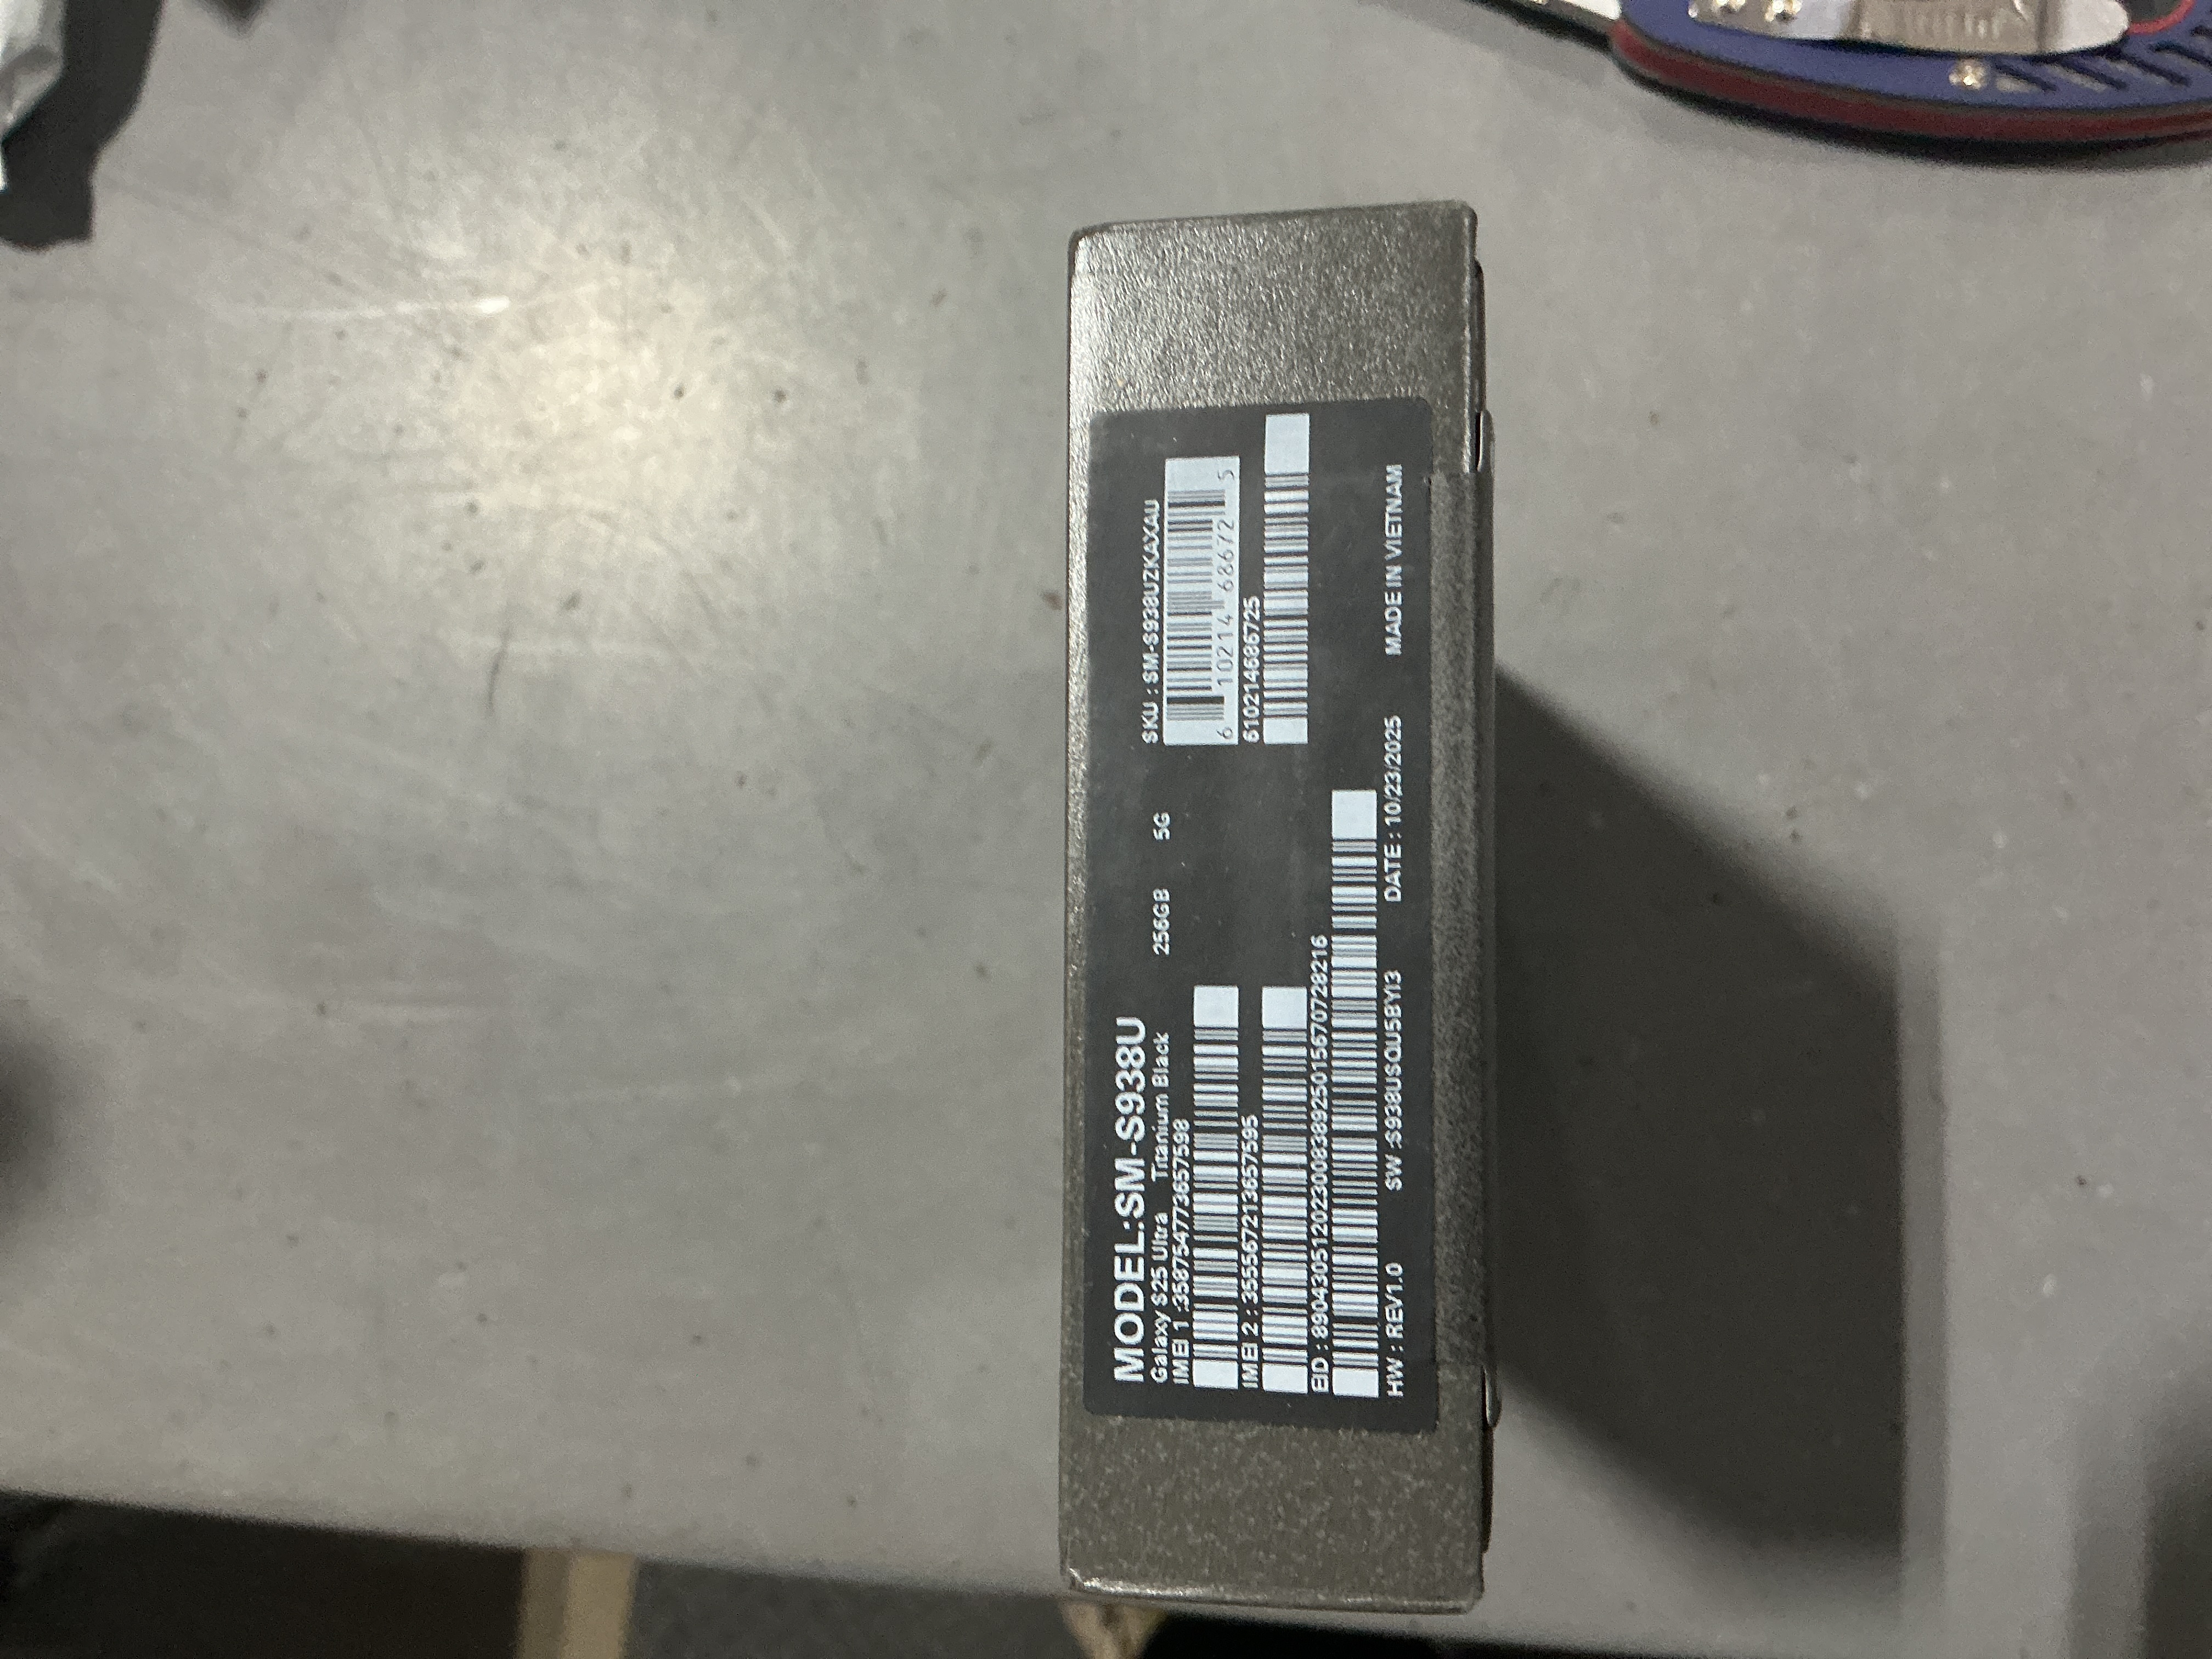 MODEL:SM-S938U
Galaxy S25 Ultra Titanium Black 256GB 5G
IMEI 1 :358754773657598
IMEI 2 : 355567213657595
EID : 89043051202300838925015670728216
HW : REV1.0 SW :S938USQU5BYI3 DATE : 10/23/2025 MADE IN VIETNAM
SKU : SM-S938UZKAXAU
6 10214 68672 5
610214686725